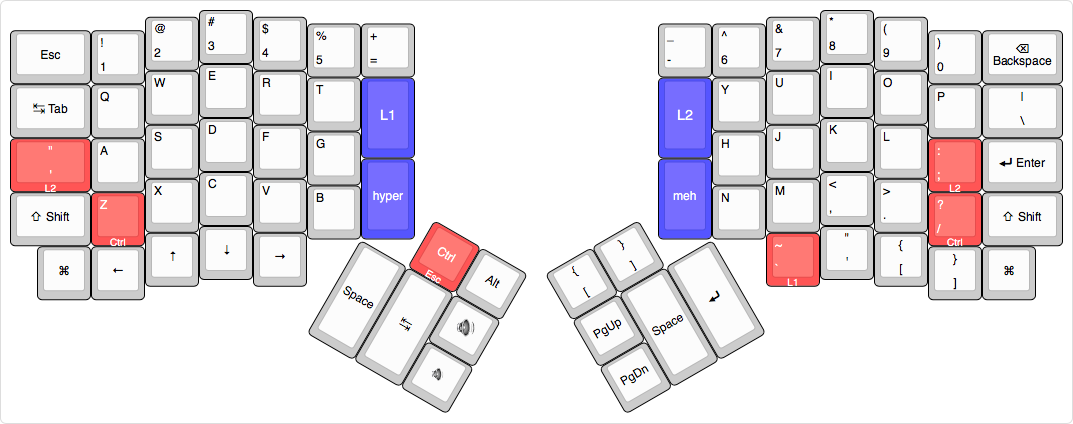 Esc ! 1 @ 2 # 3 $ 4 % 5 + =
_ - ^ 6 & 7 * 8 ( 9 ) 0 ⌫ Backspace
↹ Tab Q W E R T L1
L2 Y U I O P | \
" ' L2 A S D F G
H J K L : ; L2 ↵ Enter
⇧ Shift Z Ctrl X C V B hyper
meh N M < , > . ? / Ctrl ⇧ Shift
⌘ ← ↑ ↓ →
~ ` L1 " ' { [ } ] ⌘
Ctrl Esc Alt
Space ↹ 🔊
🔉
{ [ } ]
PgUp Space ↵
PgDn